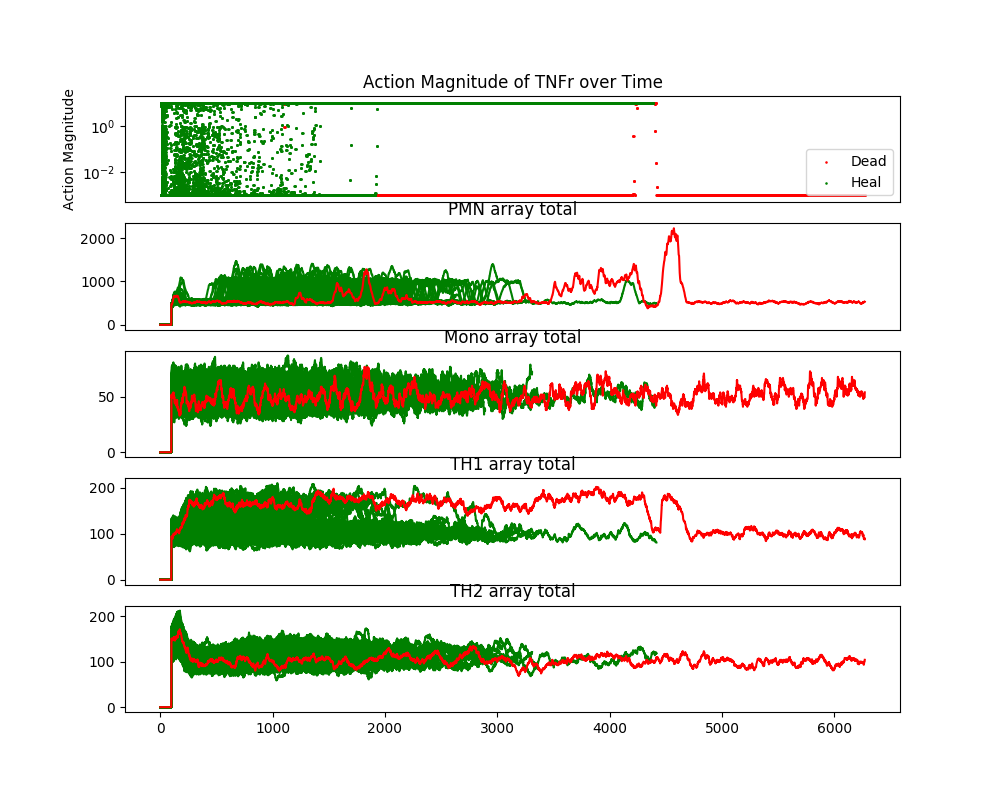 Action Magnitude of TNFr over Time
Action Magnitude
10^0
10^-2
Dead
Heal
PMN array total
2000
1000
0
Mono array total
50
0
TH1 array total
200
100
0
TH2 array total
200
100
0
0 1000 2000 3000 4000 5000 6000